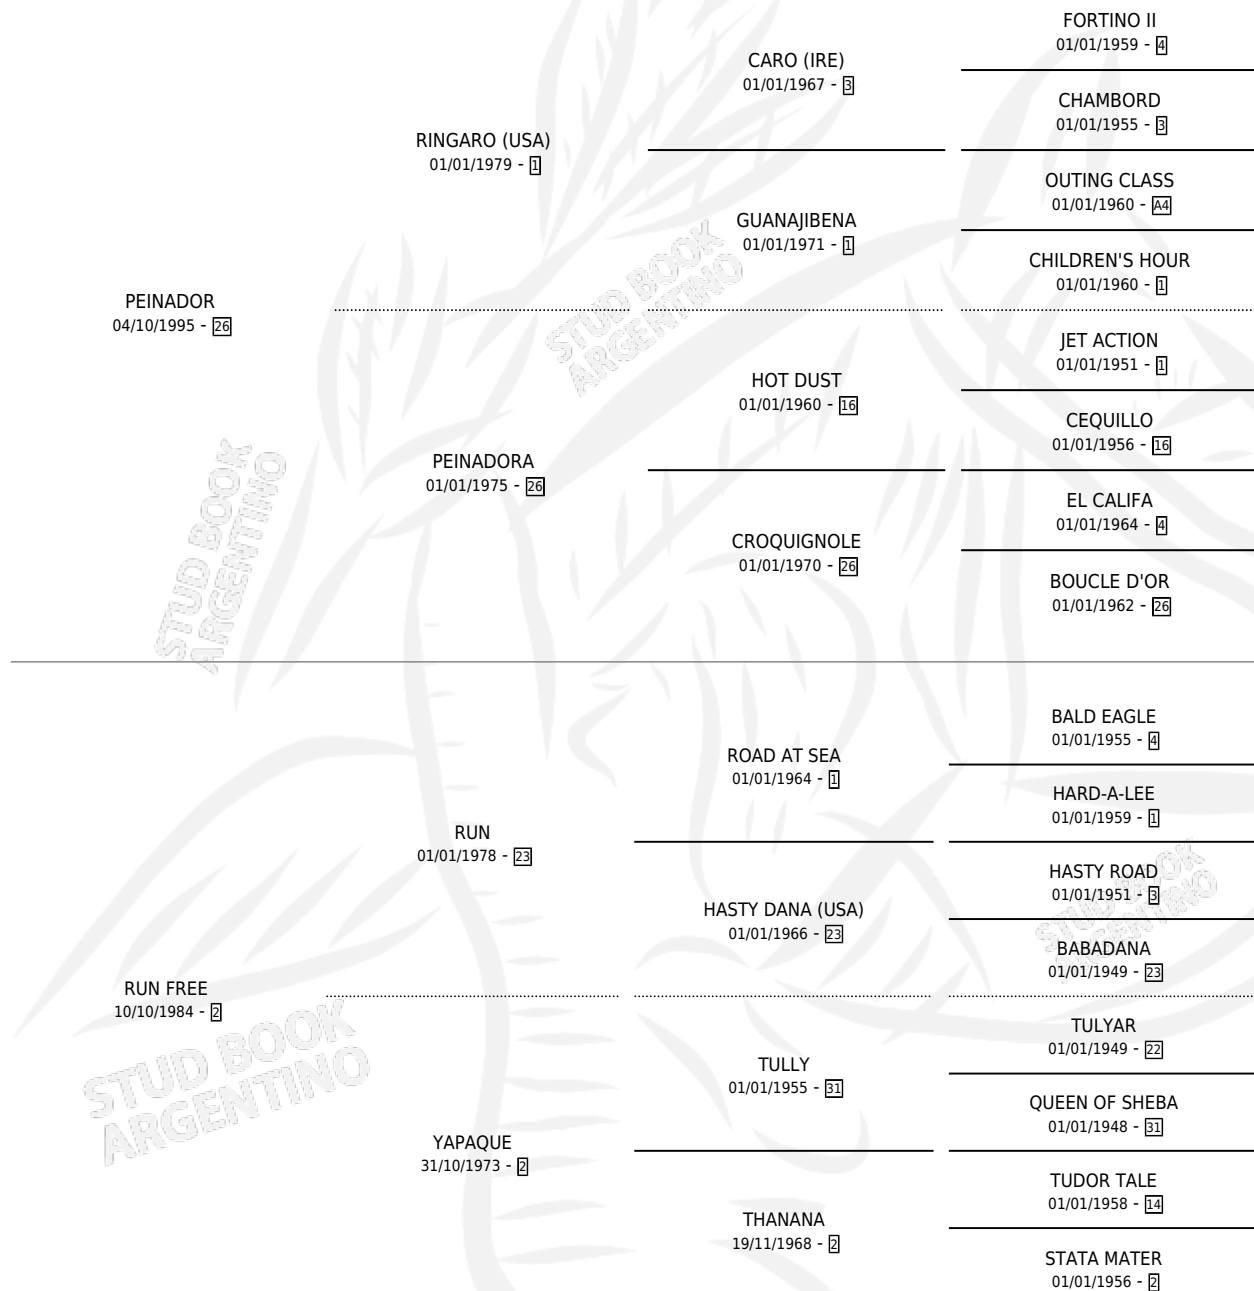 FORTINO II
01/01/1959 - 4
CARO (IRE)
01/01/1967 - 3
CHAMBORD
01/01/1955 - 3
RINGARO (USA)
01/01/1979 - 1
OUTING CLASS
01/01/1960 - A4
GUANAJIBENA
01/01/1971 - 1
CHILDREN'S HOUR
01/01/1960 - 1
PEINADOR
04/10/1995 - 26
JET ACTION
01/01/1951 - 1
HOT DUST
01/01/1960 - 16
CEQUILLO
01/01/1956 - 16
PEINADORA
01/01/1975 - 26
EL CALIFA
01/01/1964 - 4
CROQUIGNOLE
01/01/1970 - 26
BOUCLE D'OR
01/01/1962 - 26
BALD EAGLE
01/01/1955 - 4
ROAD AT SEA
01/01/1964 - 1
HARD-A-LEE
01/01/1959 - 1
RUN
01/01/1978 - 23
HASTY ROAD
01/01/1951 - 3
HASTY DANA (USA)
01/01/1966 - 23
BABADANA
01/01/1949 - 23
RUN FREE
10/10/1984 - 2
TULYAR
01/01/1949 - 22
TULLY
01/01/1955 - 31
QUEEN OF SHEBA
01/01/1948 - 31
YAPAQUE
31/10/1973 - 2
TUDOR TALE
01/01/1958 - 14
THANANA
19/11/1968 - 2
STATA MATER
01/01/1956 - 2
STUD BOOK
ARGENTINO
STUD BOOK
ARGENTINO
STUD BOOK
ARGENTINO
STUD BOOK
ARGENTINO